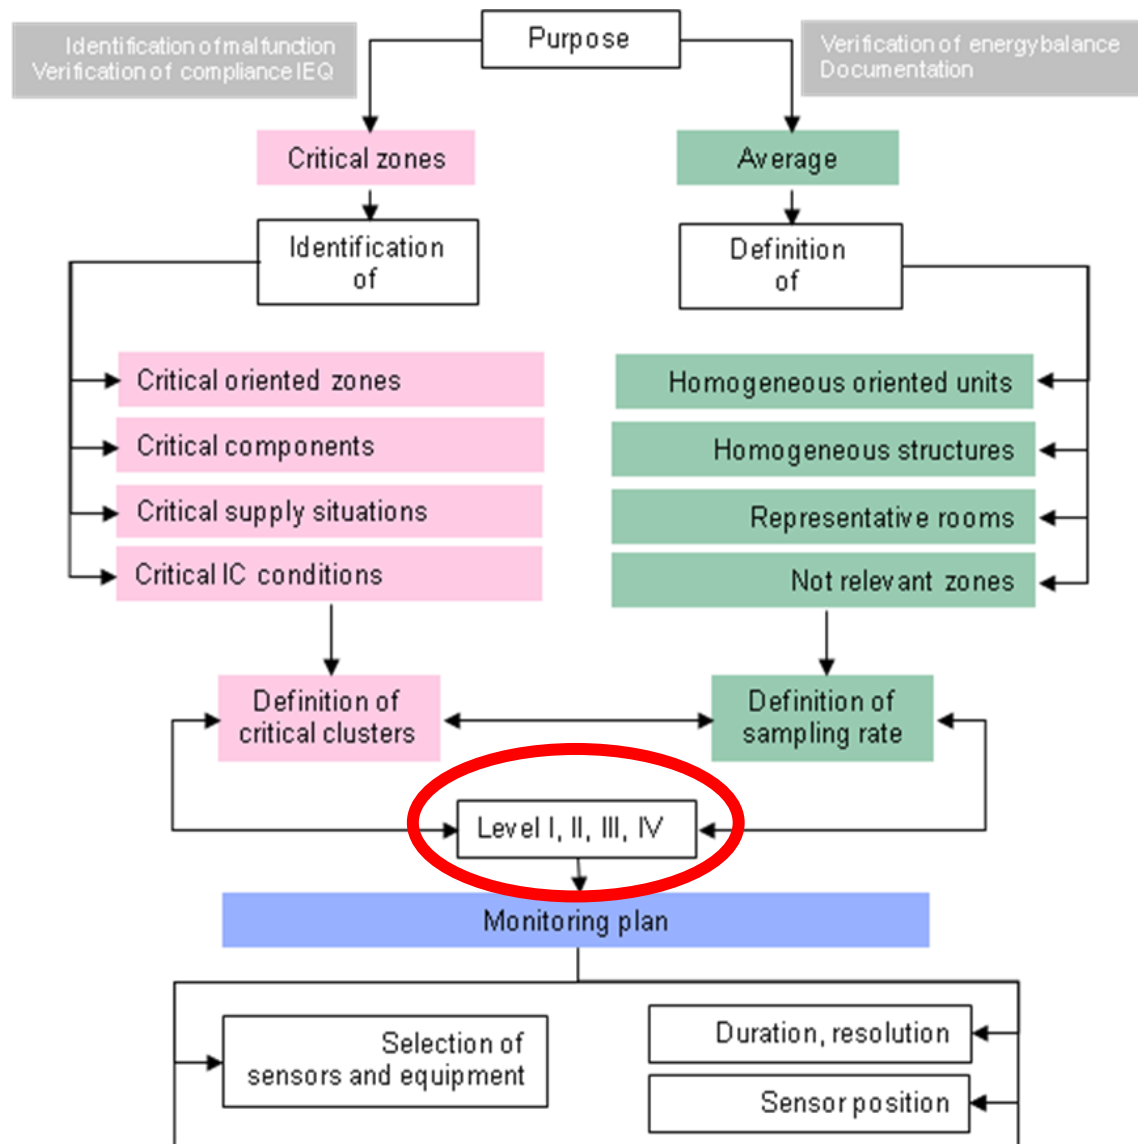 Purpose
Identification of malfunction
Verification of compliance IEQ
Verification of energy balance
Documentation
Critical zones
Average
Identification
of
Definition
of
Critical oriented zones
Critical components
Critical supply situations
Critical IC conditions
Homogeneous oriented units
Homogeneous structures
Representative rooms
Not relevant zones
Definition of
critical clusters
Definition of
sampling rate
Level I, II, III, IV
Monitoring plan
Selection of
sensors and equipment
Duration, resolution
Sensor position